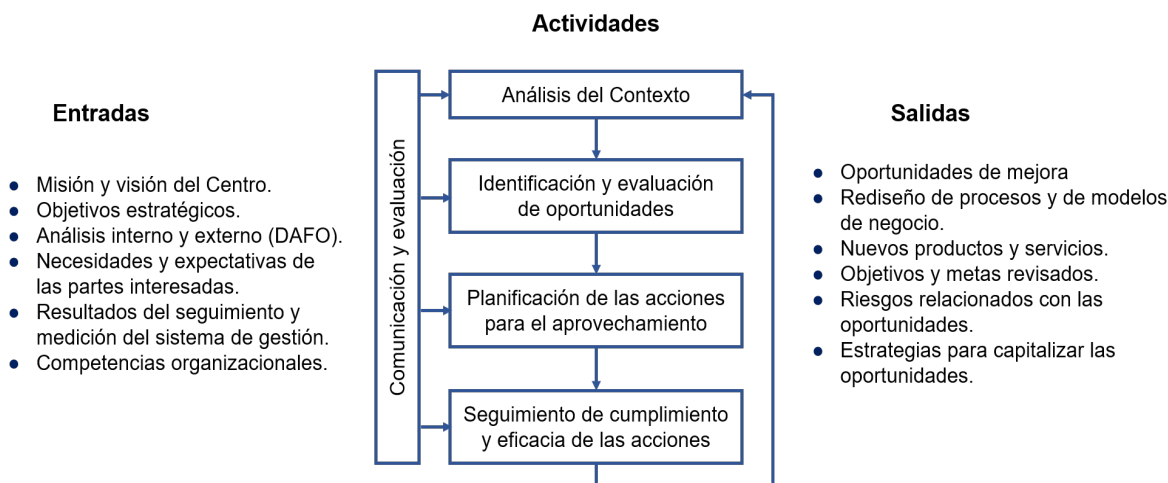 Actividades
Entradas
● Misión y visión del Centro.
● Objetivos estratégicos.
● Análisis interno y externo (DAFO).
● Necesidades y expectativas de
las partes interesadas.
● Resultados del seguimiento y
medición del sistema de gestión.
● Competencias organizacionales.
Comunicación y evaluación
Análisis del Contexto
Identificación y evaluación
de oportunidades
Planificación de las acciones
para el aprovechamiento
Seguimiento de cumplimiento
y eficacia de las acciones
Salidas
● Oportunidades de mejora
● Rediseño de procesos y de modelos
de negocio.
● Nuevos productos y servicios.
● Objetivos y metas revisados.
● Riesgos relacionados con las
oportunidades.
● Estrategias para capitalizar las
oportunidades.